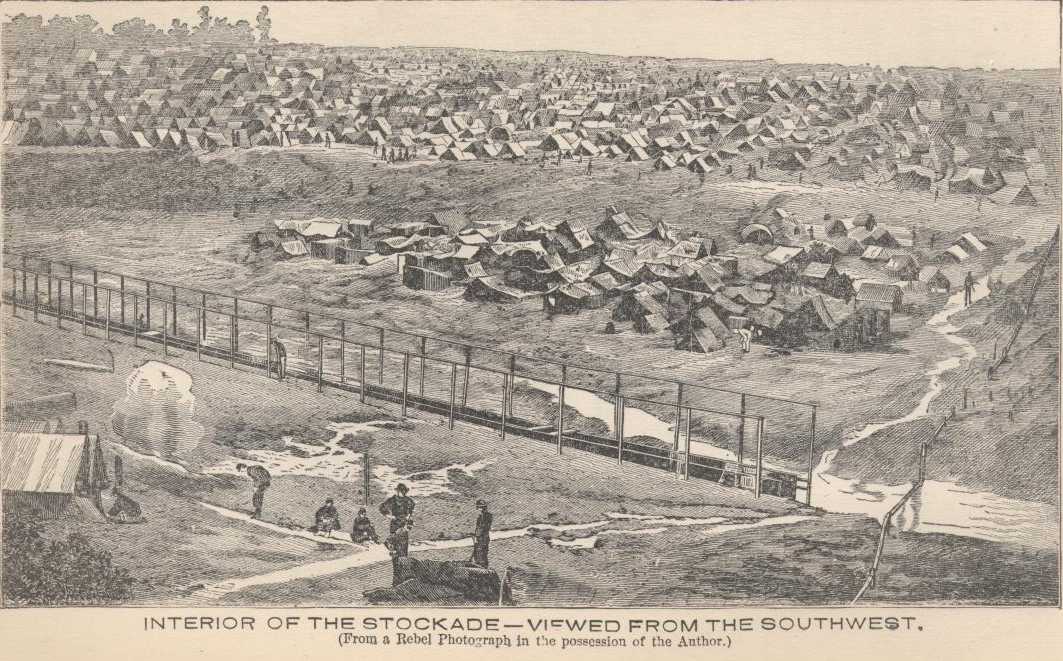 INTERIOR OF THE STOCKADE—VIEWED FROM THE SOUTHWEST.
(From a Rebel Photograph in the possession of the Author.)